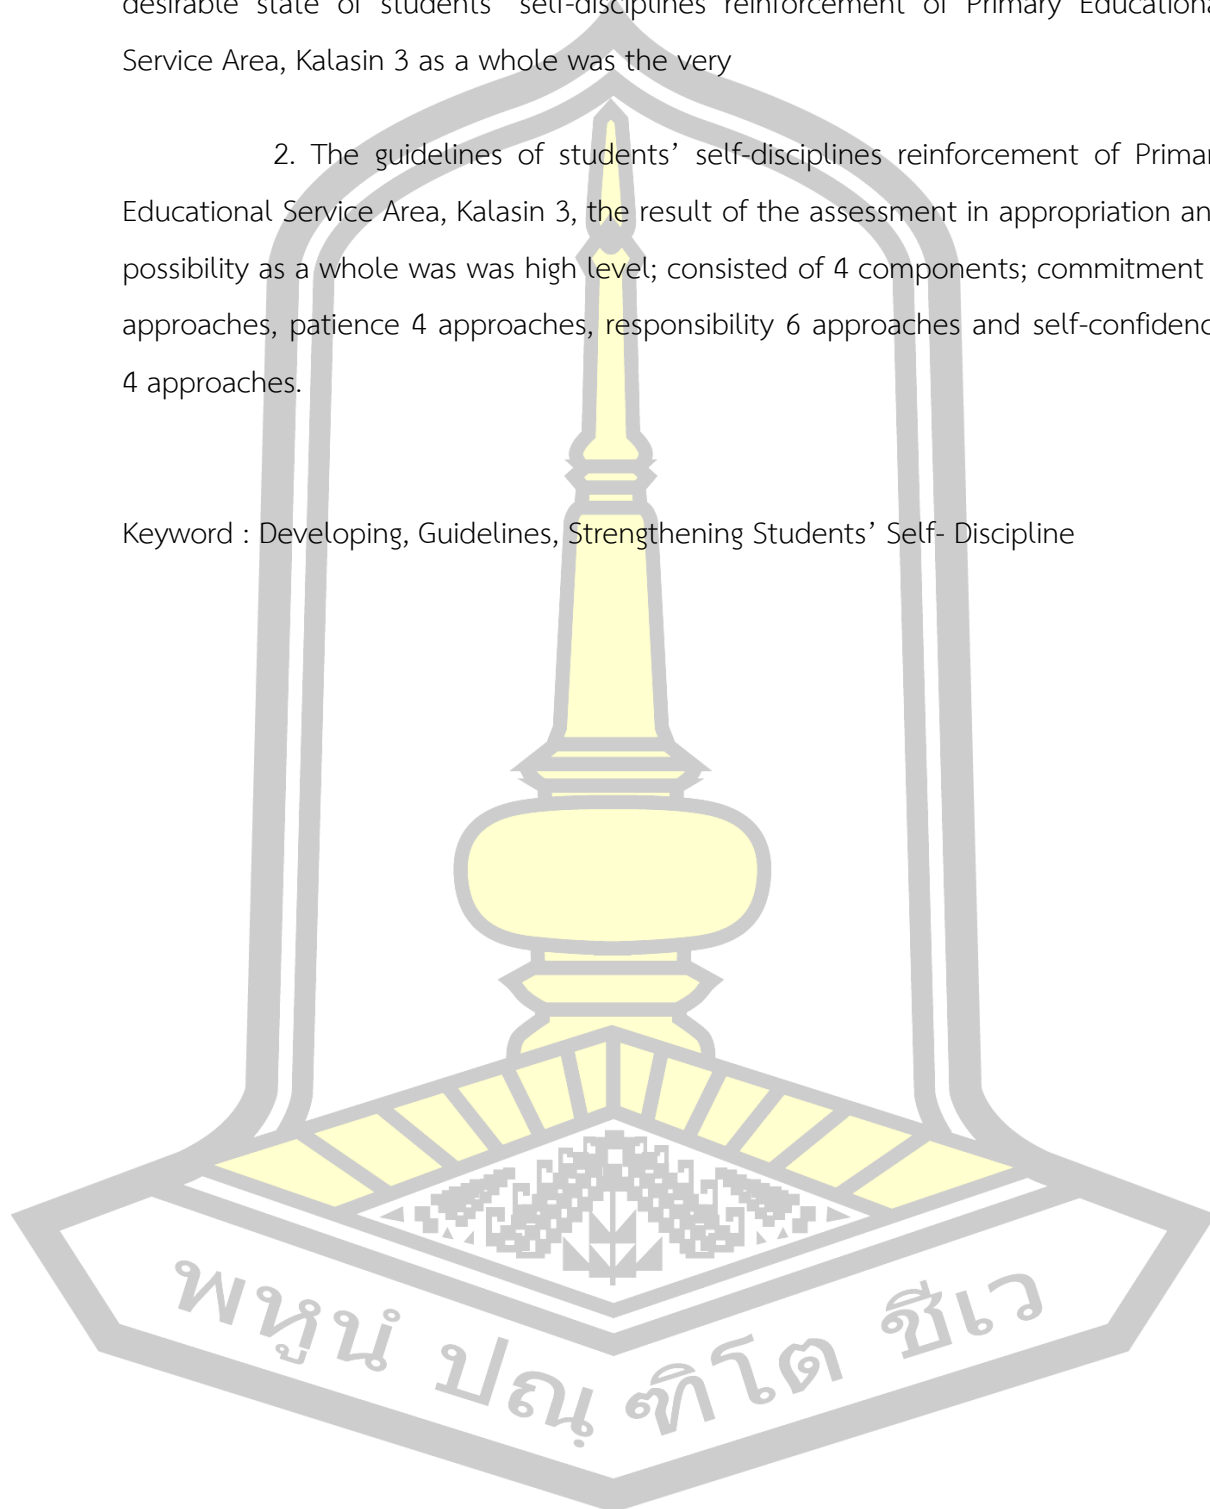 desirable state of students' self-disciplines reinforcement of Primary Educationa
Service Area, Kalasin 3 as a whole was the very
2. The guidelines of students’ self-disciplines reinforcement of Primar
Educational Service Area, Kalasin 3, the result of the assessment in appropriation an
possibility as a whole was was high level; consisted of 4 components; commitment
approaches, patience 4 approaches, responsibility 6 approaches and self-confidenc
4 approaches.
Keyword : Developing, Guidelines, Strengthening Students’ Self- Discipline
พหูนํ ปณฺฑิโต ชีเว